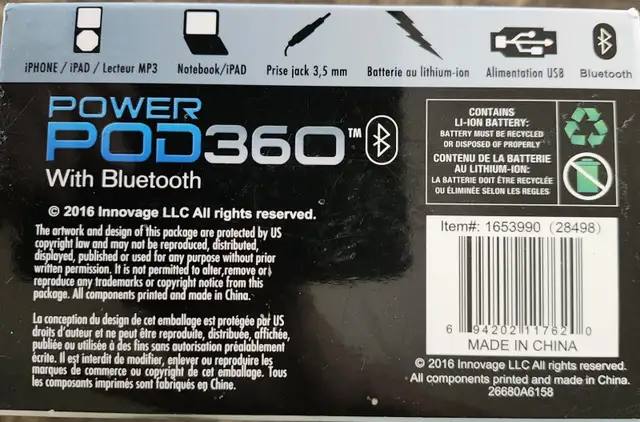 iPHONE / iPAD / Lecteur MP3
Notebook/iPAD
Prise jack 3,5 mm
Batterie au lithium-ion
Alimentation USB
Bluetooth
POWER
POD360™
With Bluetooth
CONTAINS
LI-ION BATTERY:
BATTERY MUST BE RECYCLED
OR DISPOSED OF PROPERLY
CONTENU DE LA BATTERIE
AU LITHIUM-ION:
LA BATTERIE DOIT ÊTRE RECYCLÉE
OU ÉLIMINÉE SELON LES REGLES
© 2016 Innovage LLC All rights reserved.
The artwork and design of this package are protected by US
copyright law and may not be reproduced, distributed,
displayed, published or used for any purpose without prior
written permission. It is not permitted to alter,remove or
reproduce any trademarks or copyright notice from this
package. All components printed and made in China.
La conception du design de cet emballage est protégée par US
droits d'auteur et ne peut être reproduite, distribuée, affichée,
publiée ou utilisée à des fins sans autorisation préalablement
écrite. Il est interdit de modifier, enlever ou reproduire les
marques de commerce ou copyright de cet emballage. Tous
les composants imprimés sont fabriqués en Chine.
Item#: 1653990 (28498)
6 94202 11762 0
MADE IN CHINA
© 2016 Innovage LLC All rights reserved.
All components printed and made in China.
26680A6158